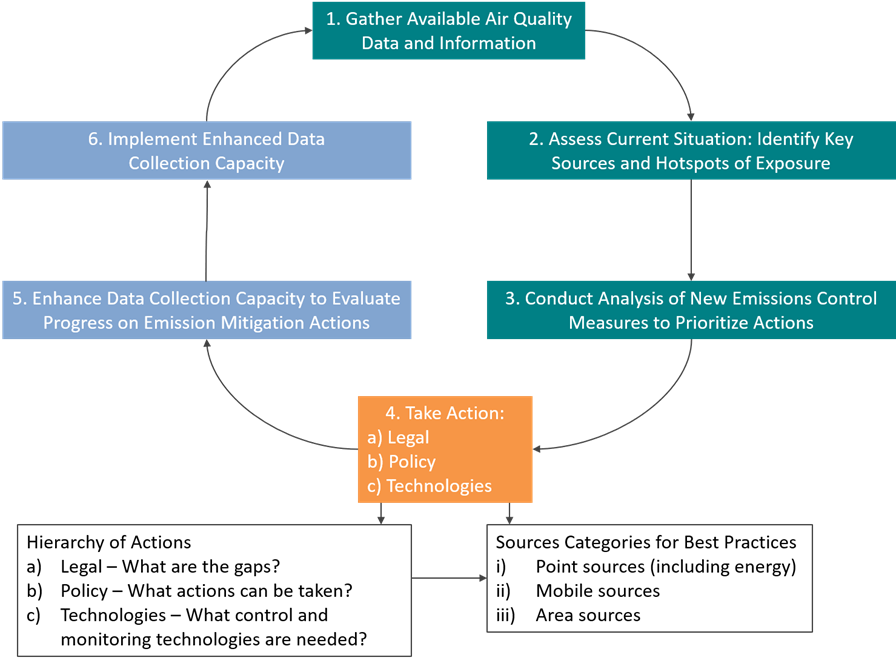 1. Gather Available Air Quality
Data and Information
2. Assess Current Situation: Identify Key
Sources and Hotspots of Exposure
3. Conduct Analysis of New Emissions Control
Measures to Prioritize Actions
4. Take Action:
a) Legal
b) Policy
c) Technologies
5. Enhance Data Collection Capacity to Evaluate
Progress on Emission Mitigation Actions
6. Implement Enhanced Data
Collection Capacity
Hierarchy of Actions
a) Legal – What are the gaps?
b) Policy – What actions can be taken?
c) Technologies – What control and
monitoring technologies are needed?
Sources Categories for Best Practices
i) Point sources (including energy)
ii) Mobile sources
iii) Area sources